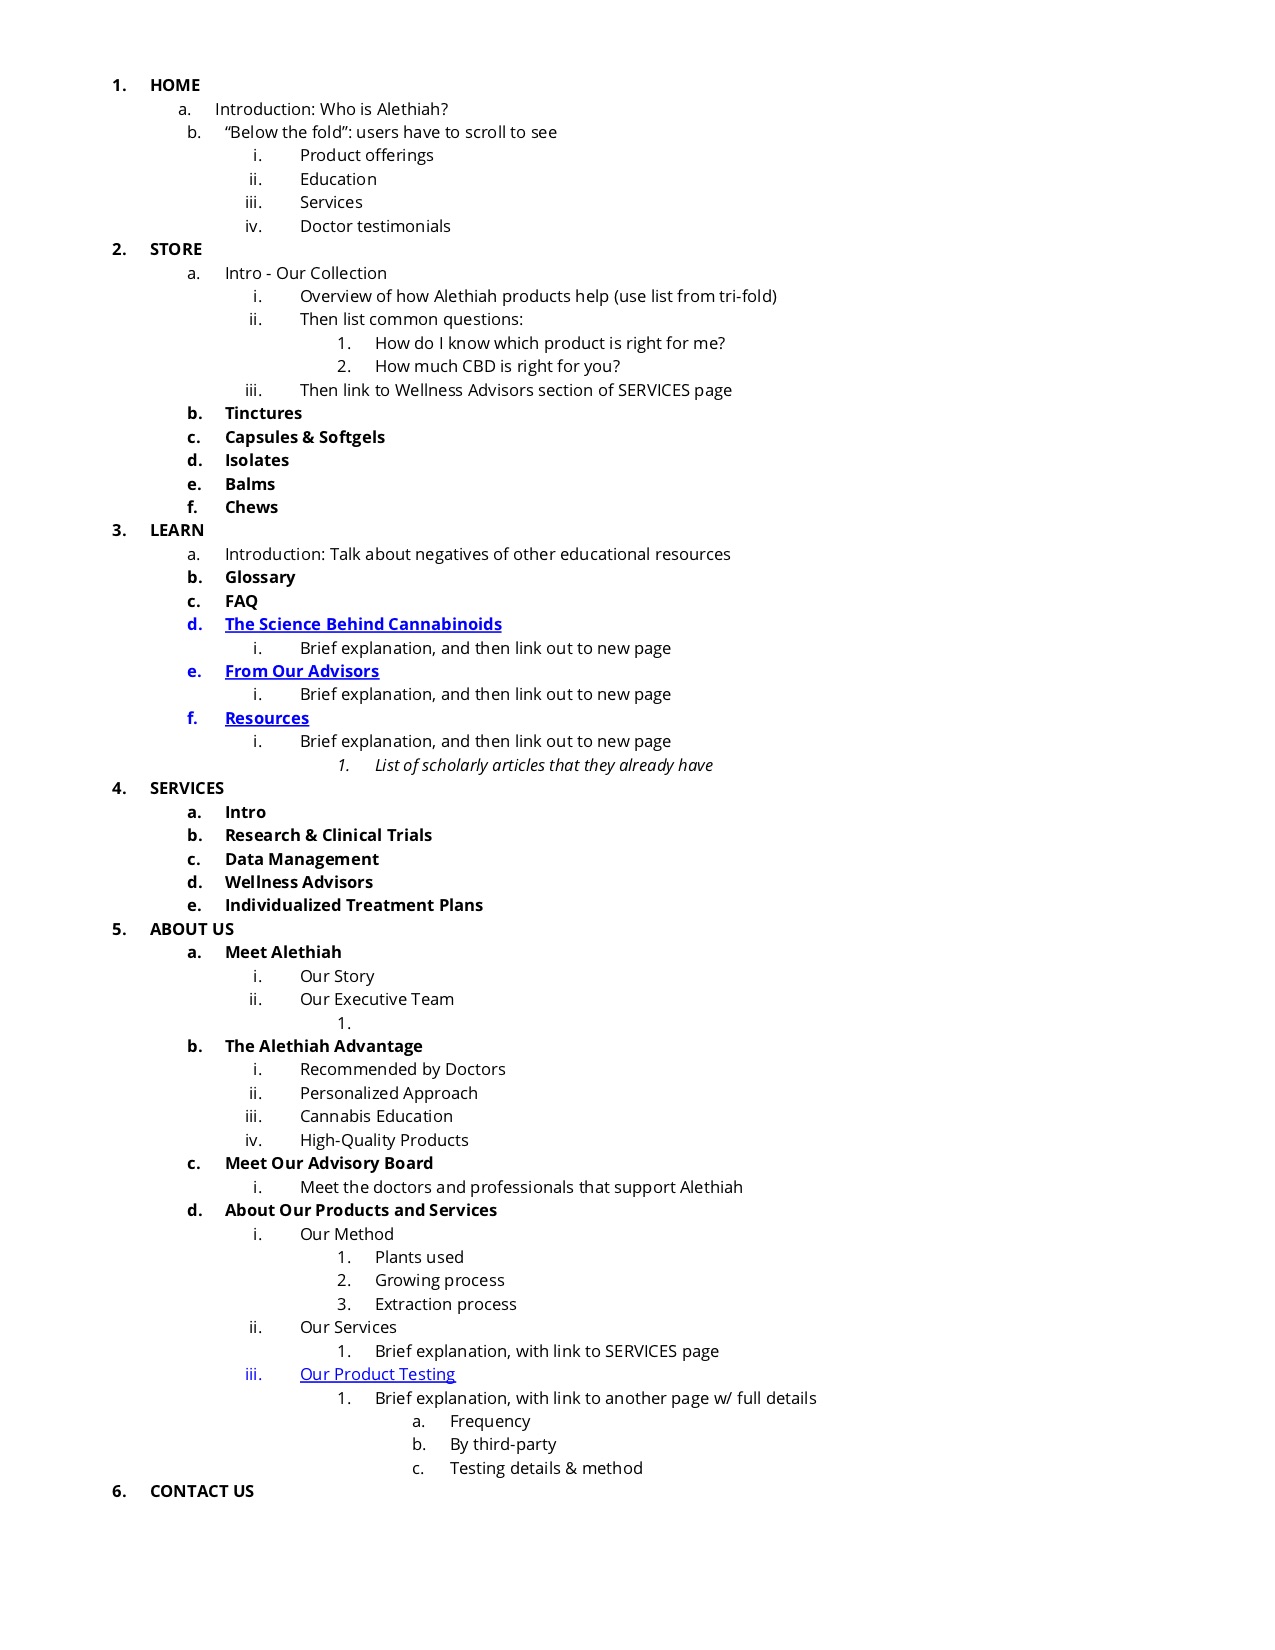 1. HOME
a. Introduction: Who is Alethiah?
b. “Below the fold”: users have to scroll to see
i. Product offerings
ii. Education
iii. Services
iv. Doctor testimonials
2. STORE
a. Intro - Our Collection
i. Overview of how Alethiah products help (use list from tri-fold)
ii. Then list common questions:
1. How do I know which product is right for me?
2. How much CBD is right for you?
iii. Then link to Wellness Advisors section of SERVICES page
b. Tinctures
c. Capsules & Softgels
d. Isolates
e. Balms
f. Chews
3. LEARN
a. Introduction: Talk about negatives of other educational resources
b. Glossary
c. FAQ
d. The Science Behind Cannabinoids
i. Brief explanation, and then link out to new page
e. From Our Advisors
i. Brief explanation, and then link out to new page
f. Resources
i. Brief explanation, and then link out to new page
1. List of scholarly articles that they already have
4. SERVICES
a. Intro
b. Research & Clinical Trials
c. Data Management
d. Wellness Advisors
e. Individualized Treatment Plans
5. ABOUT US
a. Meet Alethiah
i. Our Story
ii. Our Executive Team
1.
b. The Alethiah Advantage
i. Recommended by Doctors
ii. Personalized Approach
iii. Cannabis Education
iv. High-Quality Products
c. Meet Our Advisory Board
i. Meet the doctors and professionals that support Alethiah
d. About Our Products and Services
i. Our Method
1. Plants used
2. Growing process
3. Extraction process
ii. Our Services
1. Brief explanation, with link to SERVICES page
iii. Our Product Testing
1. Brief explanation, with link to another page w/ full details
a. Frequency
b. By third-party
c. Testing details & method
6. CONTACT US